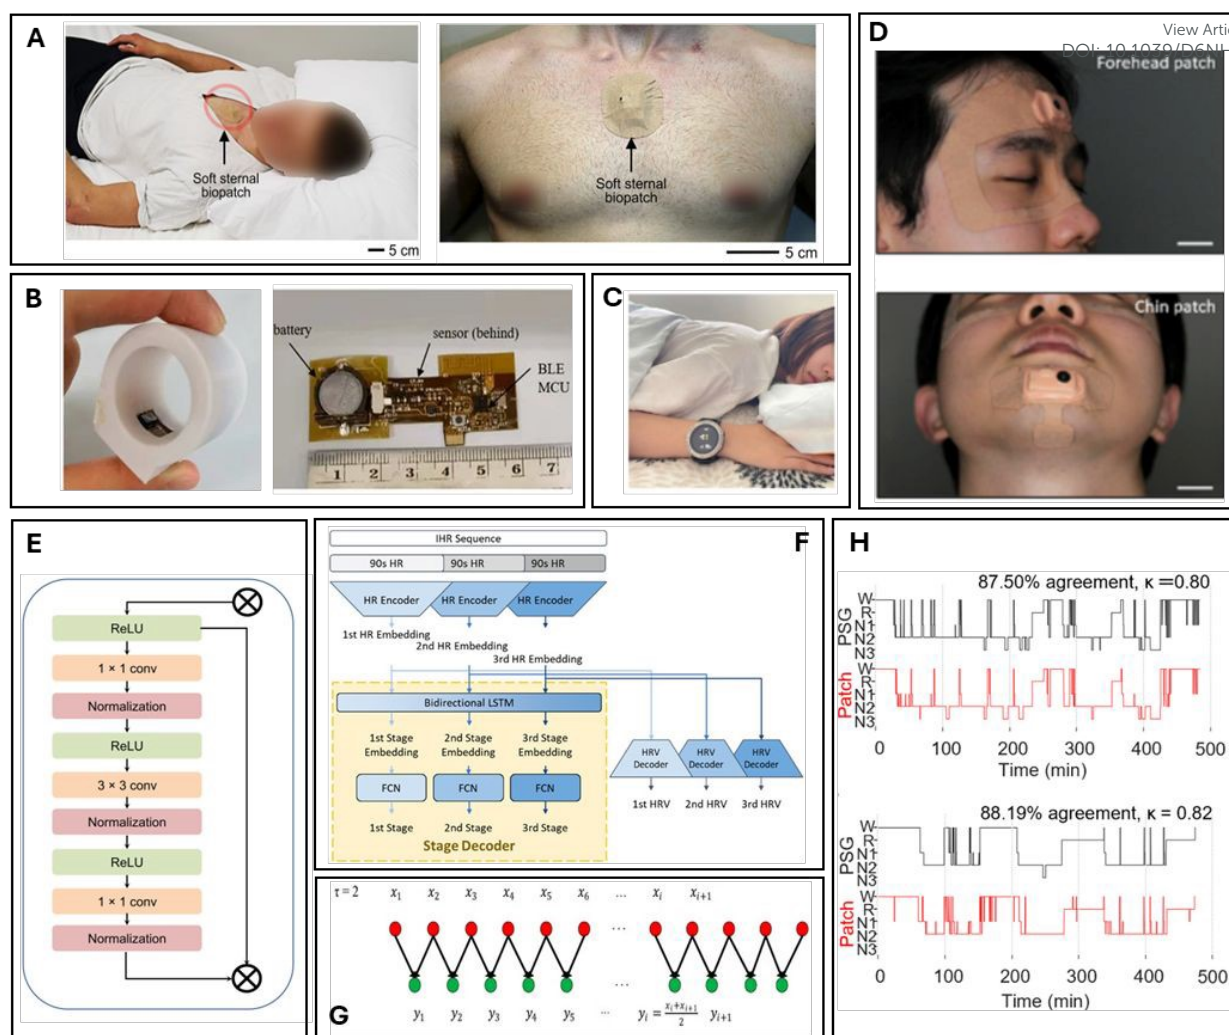 View Artic
DOI: 10.1039/D6NH
A
Soft sternal
biopatch
5 cm
Soft sternal
biopatch
5 cm
D
Forehead patch
Chin patch
B
battery
sensor (behind)
BLE
MCU
1 2 3 4 5 6 7
C
E
ReLU
1 × 1 conv
Normalization
ReLU
3 × 3 conv
Normalization
ReLU
1 × 1 conv
Normalization
F
IHR Sequence
90s HR 90s HR 90s HR
HR Encoder HR Encoder HR Encoder
1st HR Embedding
2nd HR Embedding
3rd HR Embedding
Bidirectional LSTM
1st Stage
Embedding
2nd Stage
Embedding
3rd Stage
Embedding
FCN FCN FCN
1st Stage 2nd Stage 3rd Stage
Stage Decoder
HRV
Decoder
HRV
Decoder
HRV
Decoder
1st HRV 2nd HRV 3rd HRV
G
τ = 2 x₁ x₂ x₃ x₄ x₅ x₆ ... xᵢ xᵢ₊₁
... 
...
y₁ y₂ y₃ y₄ y₅ ... yᵢ = (xᵢ+xᵢ₊₁)/2 yᵢ₊₁
H
87.50% agreement, κ = 0.80
PSG
W
R
N1
N2
N3
Patch
W
R
N1
N2
N3
0 100 200 300 400 500
Time (min)
88.19% agreement, κ = 0.82
PSG
W
R
N1
N2
N3
Patch
W
R
N1
N2
N3
0 100 200 300 400 500
Time (min)